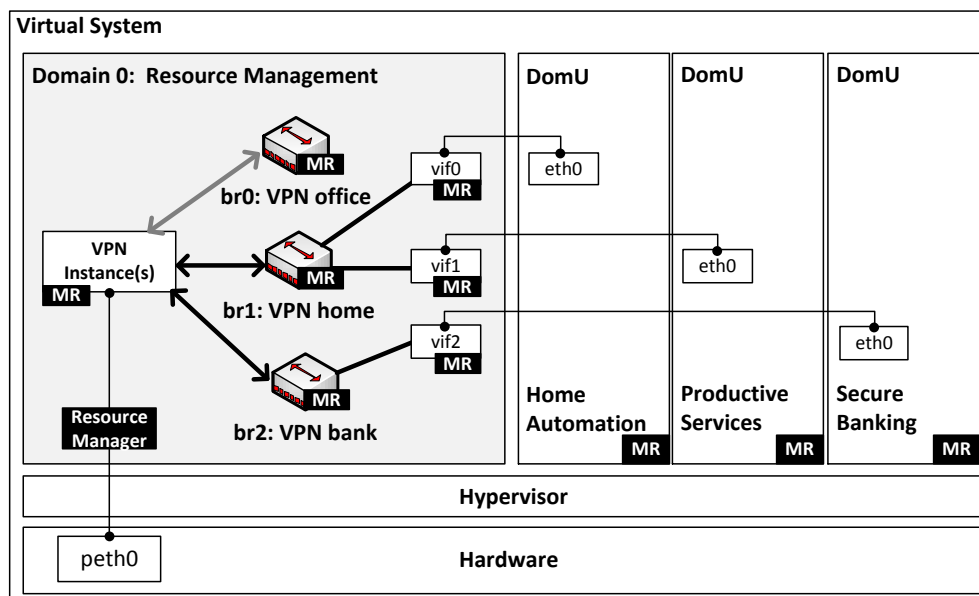 Virtual System
Domain 0:  Resource Management
DomU
DomU
DomU
MR
br0: VPN office
vif0
MR
eth0
VPN
Instance(s)
MR
MR
br1: VPN home
vif1
MR
eth0
MR
br2: VPN bank
vif2
MR
eth0
Resource
Manager
Home
Automation
MR
Productive
Services
MR
Secure
Banking
MR
Hypervisor
peth0
Hardware